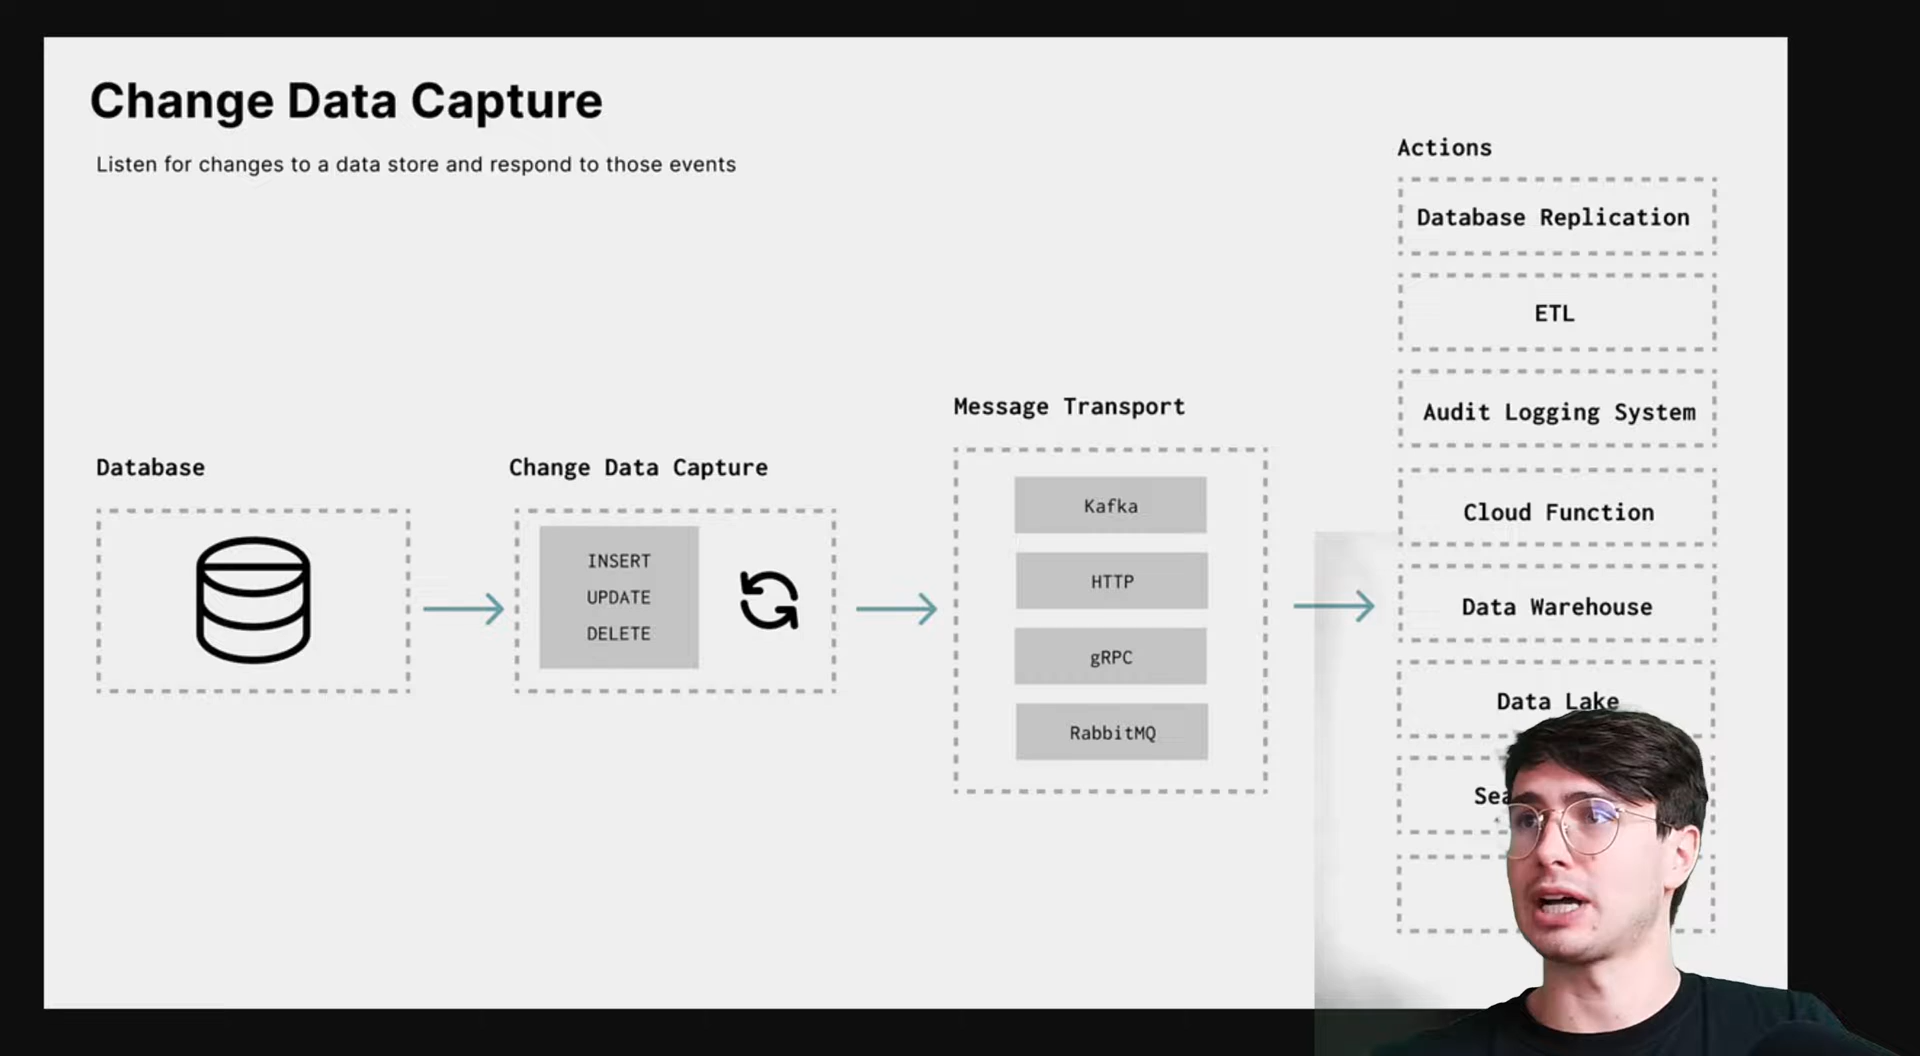 Change Data Capture
Listen for changes to a data store and respond to those events
Database
Change Data Capture
INSERT
UPDATE
DELETE
Message Transport
Kafka
HTTP
gRPC
RabbitMQ
Actions
Database Replication
ETL
Audit Logging System
Cloud Function
Data Warehouse
Data Lake